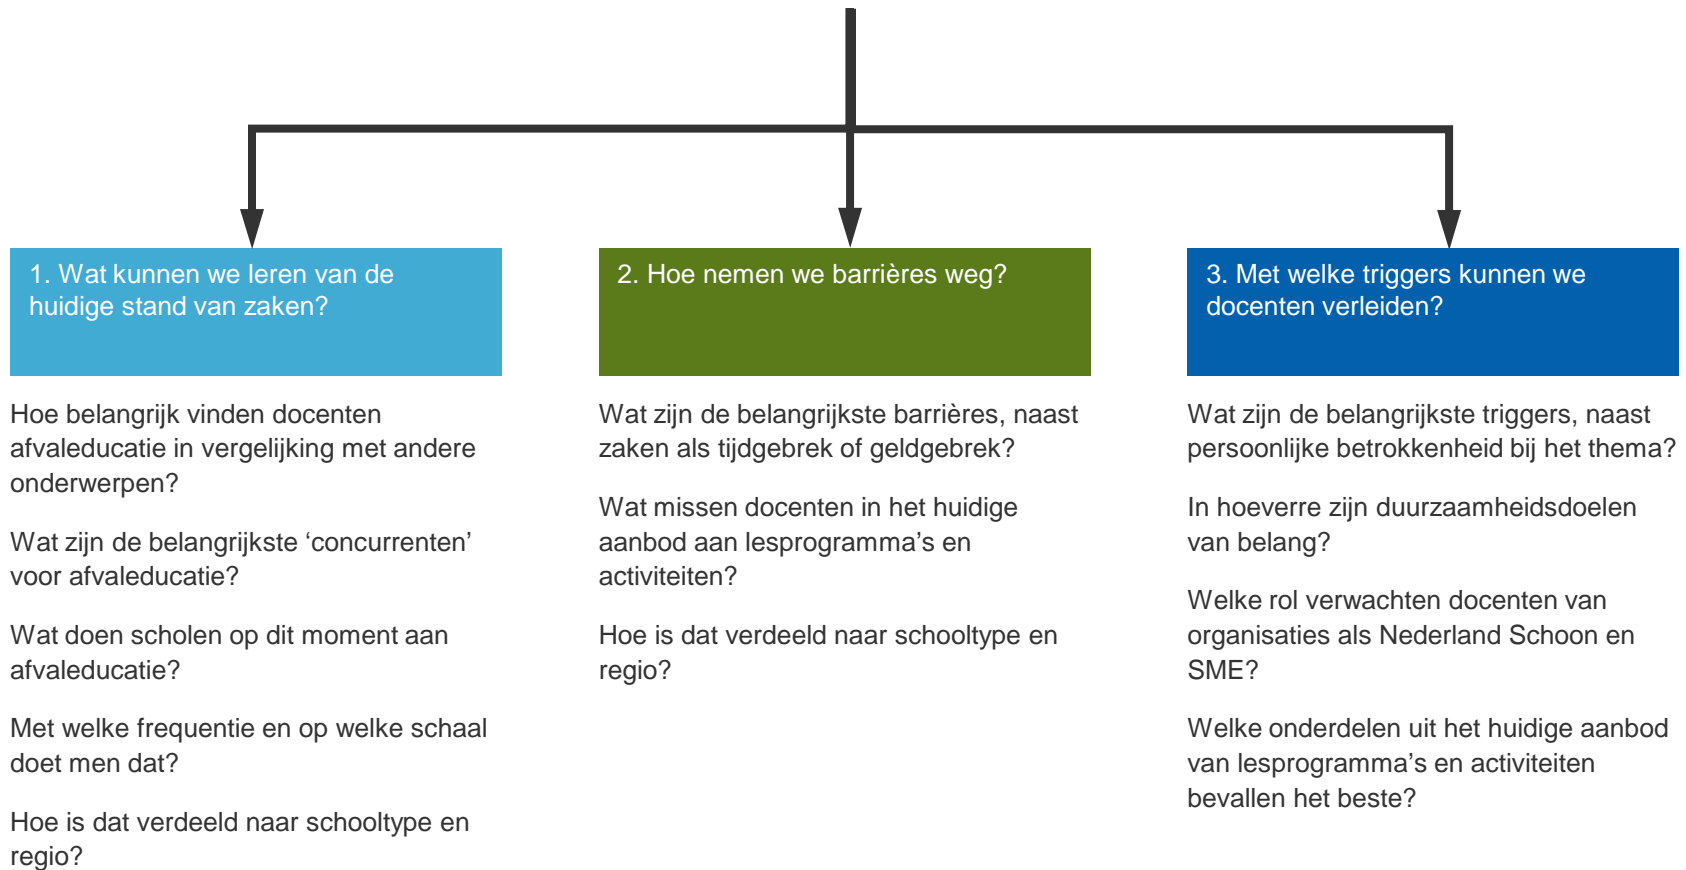 1. Wat kunnen we leren van de
huidige stand van zaken?
Hoe belangrijk vinden docenten
afvaleducatie in vergelijking met andere
onderwerpen?
Wat zijn de belangrijkste ‘concurrenten’
voor afvaleducatie?
Wat doen scholen op dit moment aan
afvaleducatie?
Met welke frequentie en op welke schaal
doet men dat?
Hoe is dat verdeeld naar schooltype en
regio?
2. Hoe nemen we barrières weg?
Wat zijn de belangrijkste barrières, naast
zaken als tijdgebrek of geldgebrek?
Wat missen docenten in het huidige
aanbod aan lesprogramma’s en
activiteiten?
Hoe is dat verdeeld naar schooltype en
regio?
3. Met welke triggers kunnen we
docenten verleiden?
Wat zijn de belangrijkste triggers, naast
persoonlijke betrokkenheid bij het thema?
In hoeverre zijn duurzaamheidsdoelen
van belang?
Welke rol verwachten docenten van
organisaties als Nederland Schoon en
SME?
Welke onderdelen uit het huidige aanbod
van lesprogramma’s en activiteiten
bevallen het beste?